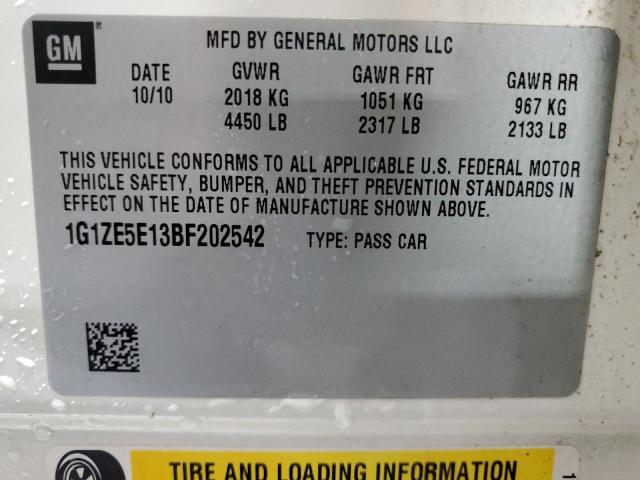 GM ®
MFD BY GENERAL MOTORS LLC
DATE GVWR GAWR FRT GAWR RR
10/10 2018 KG 1051 KG 967 KG
4450 LB 2317 LB 2133 LB
THIS VEHICLE CONFORMS TO ALL APPLICABLE U.S. FEDERAL MOTOR
VEHICLE SAFETY, BUMPER, AND THEFT PREVENTION STANDARDS IN
EFFECT ON THE DATE OF MANUFACTURE SHOWN ABOVE.
1G1ZE5E13BF202542 TYPE: PASS CAR
TIRE AND LOADING INFORMATION